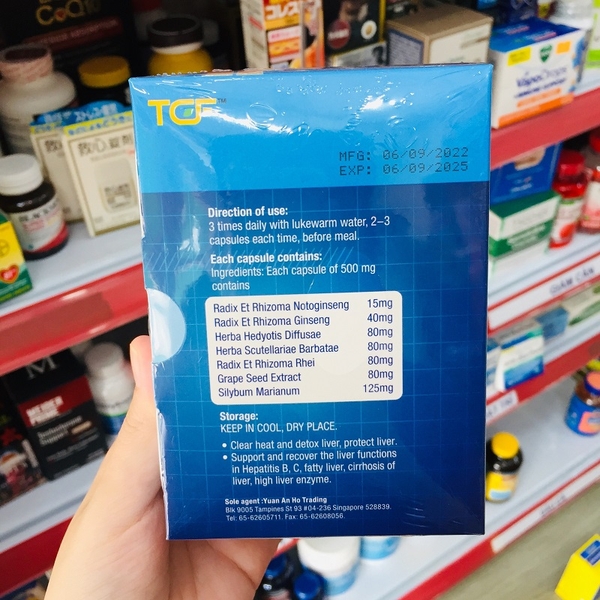 CoQ10
TGF™
MFG: 06/09/2022
EXP: 06/09/2025
Direction of use:
3 times daily with lukewarm water, 2–3
capsules each time, before meal.
Each capsule contains:
Ingredients: Each capsule of 500 mg
contains
Radix Et Rhizoma Notoginseng 15mg
Radix Et Rhizoma Ginseng 40mg
Herba Hedyotis Diffusae 80mg
Herba Scutellariae Barbatae 80mg
Radix Et Rhizoma Rhei 80mg
Grape Seed Extract 80mg
Silybum Marianum 125mg
Storage:
KEEP IN COOL, DRY PLACE.
• Clear heat and detox liver, protect liver.
• Support and recover the liver functions
in Hepatitis B, C, fatty liver, cirrhosis of
liver, high liver enzyme.
Sole agent :Yuan An Ho Trading
Blk 9005 Tampines St 93 #04-236 Singapore 528839.
Tel: 65-62605711. Fax: 65-62608056.
VapoDrops
GIẢM CÂN